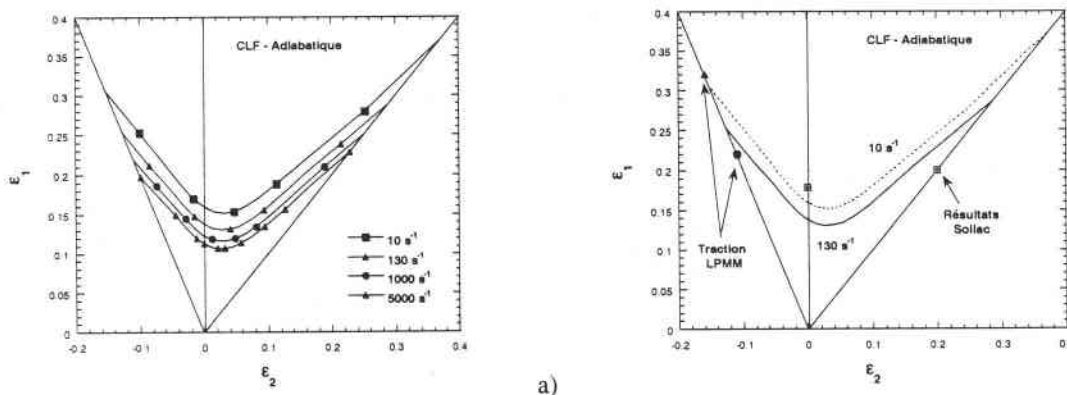 0.4
CLF - Adiabatique
0.35
0.3
0.25
ε1
0.2
0.15
10 s-1
130 s-1
0.1
1000 s-1
0.05
5000 s-1
0
-0.2 -0.1 0 0.1 0.2 0.3 0.4
ε2
a)
0.4
CLF - Adiabatique
0.35
0.3
0.25
10 s-1
ε1
0.2
0.15
Résultats
Sollac
130 s-1
Traction
LPMM
0.1
0.05
0
-0.2 -0.1 0 0.1 0.2 0.3 0.4
ε2